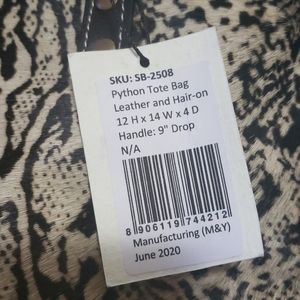 SKU: SB-2508
Python Tote Bag
Leather and Hair-on
12 H x 14 W x 4 D
Handle: 9" Drop
N/A
8 906119 744212
Manufacturing (M&Y)
June 2020